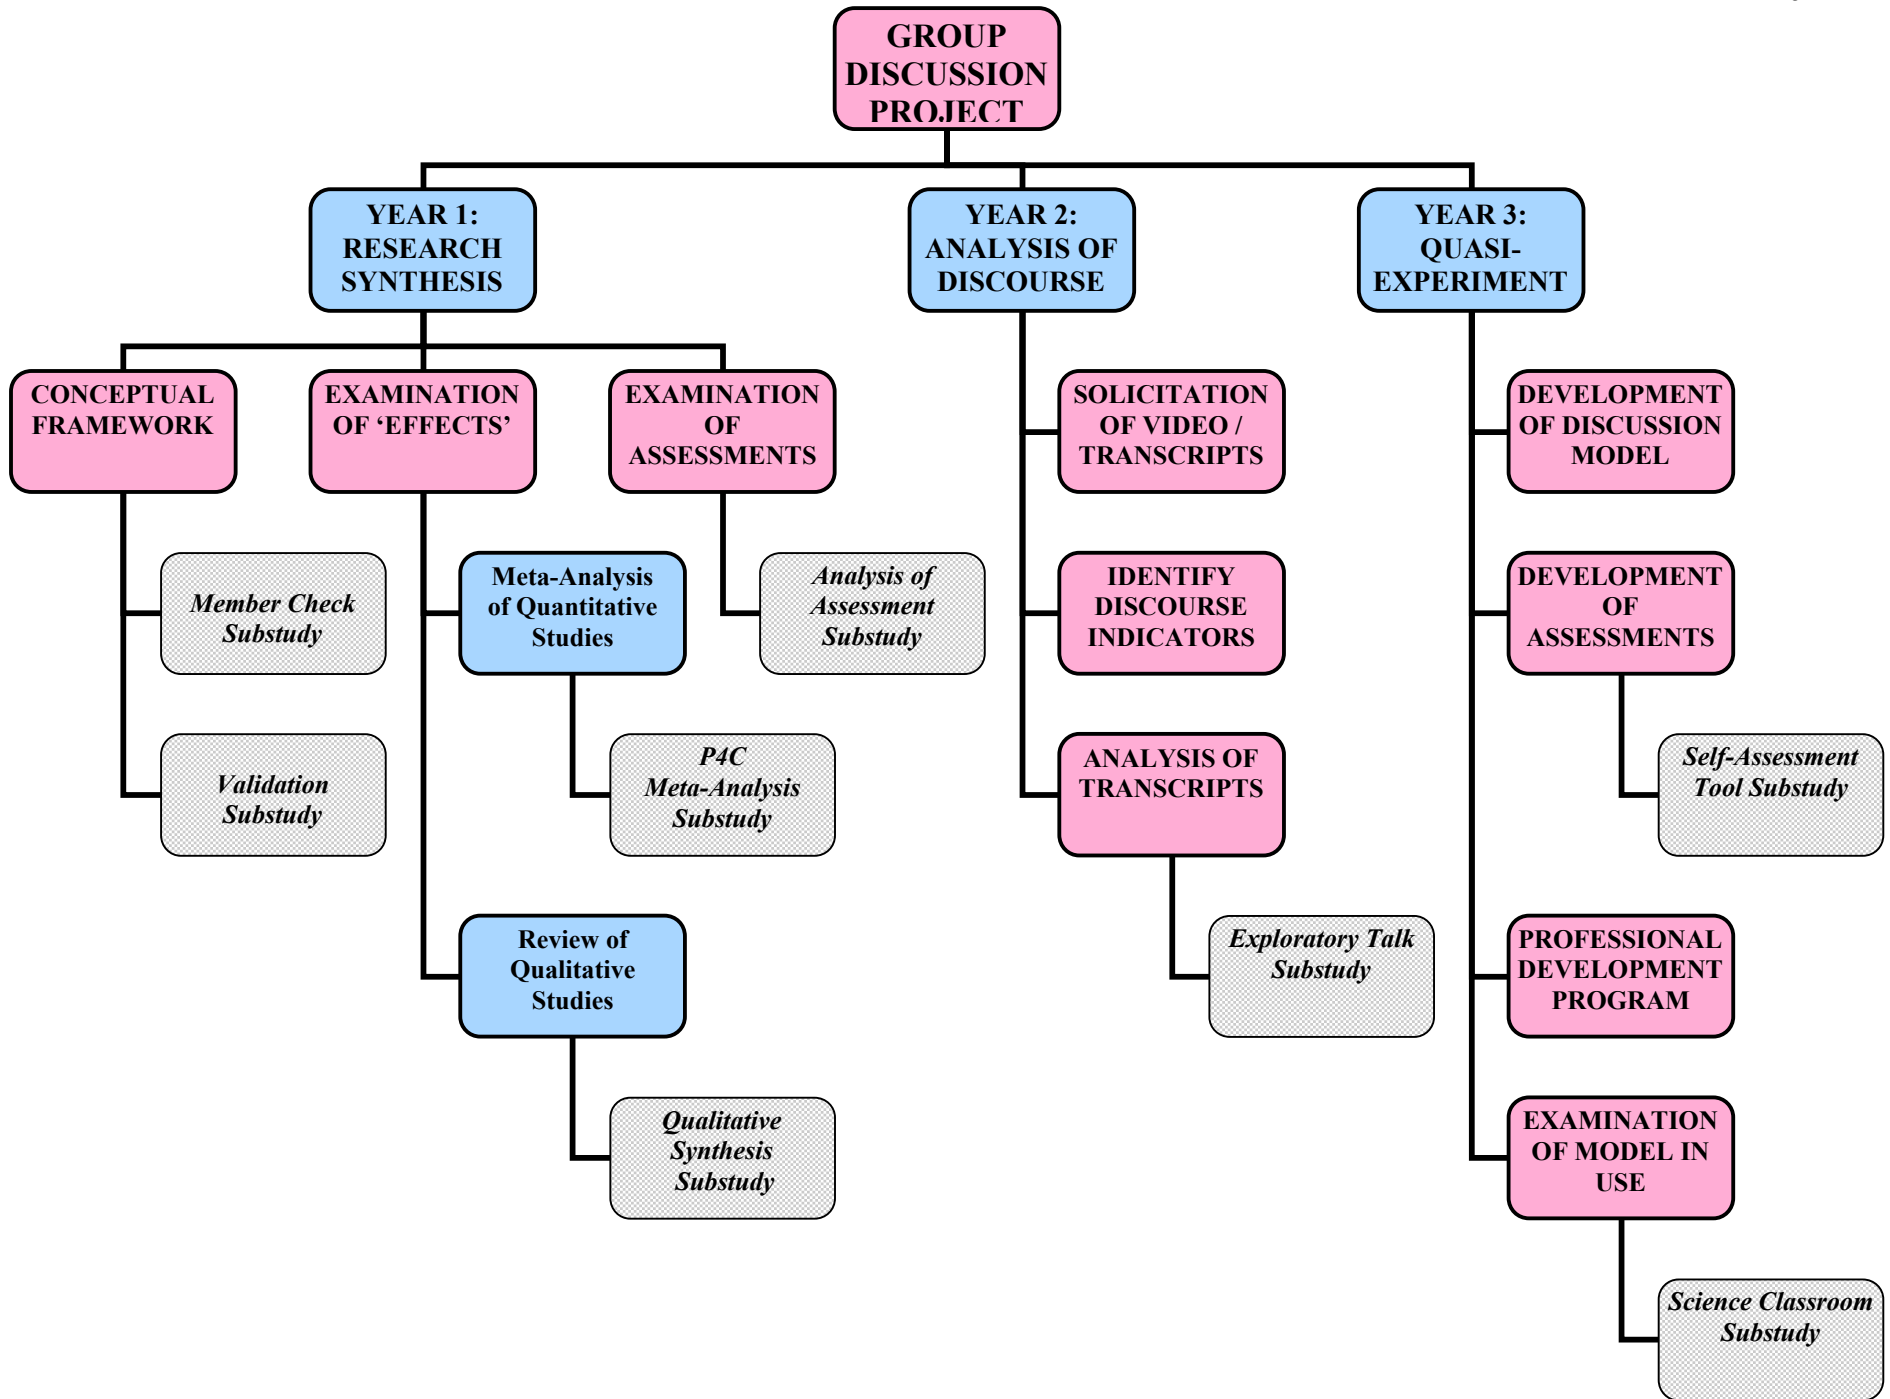 GROUP
DISCUSSION
PROJECT
YEAR 1:
RESEARCH
SYNTHESIS
YEAR 2:
ANALYSIS OF
DISCOURSE
YEAR 3:
QUASI-
EXPERIMENT
CONCEPTUAL
FRAMEWORK
EXAMINATION
OF ‘EFFECTS’
EXAMINATION
OF
ASSESSMENTS
SOLICITATION
OF VIDEO /
TRANSCRIPTS
DEVELOPMENT
OF DISCUSSION
MODEL
Member Check
Substudy
Meta-Analysis
of Quantitative
Studies
Analysis of
Assessment
Substudy
IDENTIFY
DISCOURSE
INDICATORS
DEVELOPMENT
OF
ASSESSMENTS
Validation
Substudy
P4C
Meta-Analysis
Substudy
ANALYSIS OF
TRANSCRIPTS
Self-Assessment
Tool Substudy
Review of
Qualitative
Studies
Exploratory Talk
Substudy
PROFESSIONAL
DEVELOPMENT
PROGRAM
Qualitative
Synthesis
Substudy
EXAMINATION
OF MODEL IN
USE
Science Classroom
Substudy